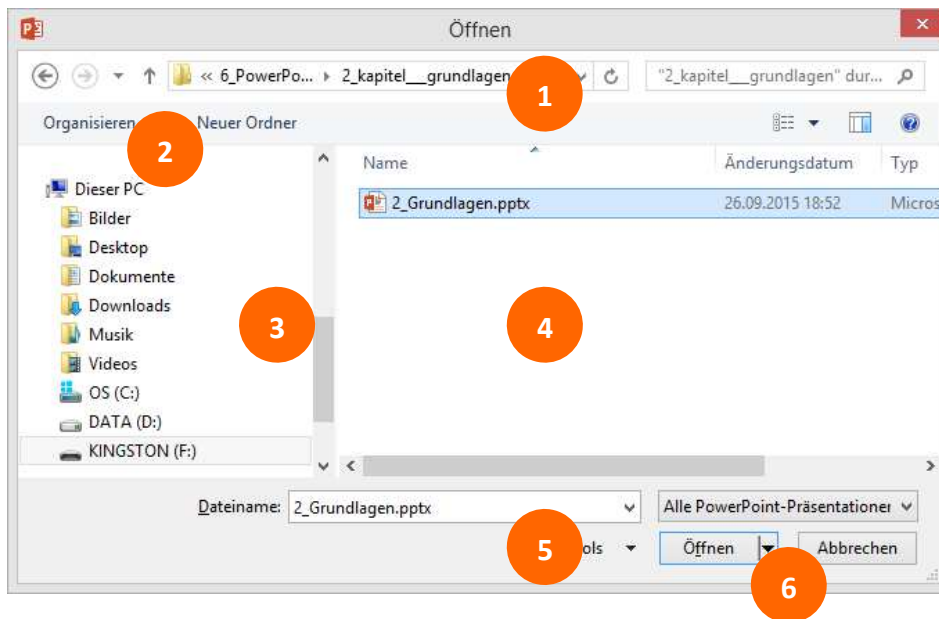 Öffnen
« 6_PowerPo... 2_kapitel__grundlagen "2_kapitel__grundlagen" dur...
1
Organisieren Neuer Ordner
2
Name Änderungsdatum Typ
Dieser PC
2_Grundlagen.pptx 26.09.2015 18:52 Micros
Bilder
Desktop
Dokumente
Downloads
3
4
Musik
Videos
OS (C:)
DATA (D:)
KINGSTON (F:)
Dateiname: 2_Grundlagen.pptx Alle PowerPoint-Präsentationen
5
ols Öffnen Abbrechen
6